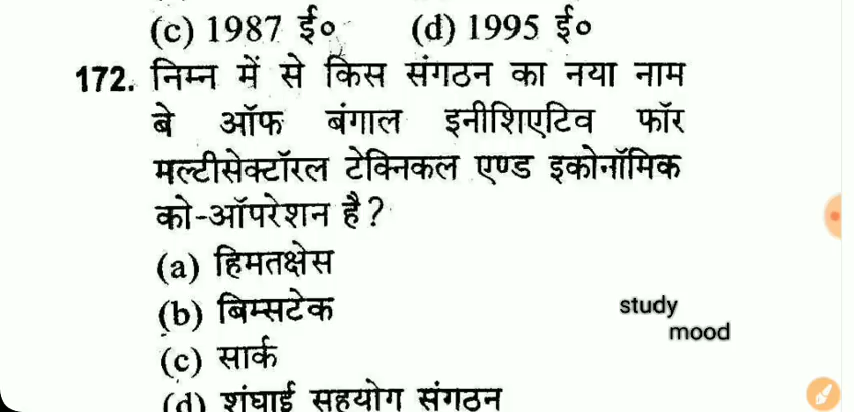 (c) 1987 ई० (d) 1995 ई०
172. निम्न में से किस संगठन का नया नाम
बे ऑफ बंगाल इनीशिएटिव फॉर
मल्टीसेक्टॉरल टेक्निकल एण्ड इकोनॉमिक
को-ऑपरेशन है?
(a) हिमतक्षेस
(b) बिम्सटेक
study
mood
(c) सार्क
(d) शंघाई सहयोग संगठन